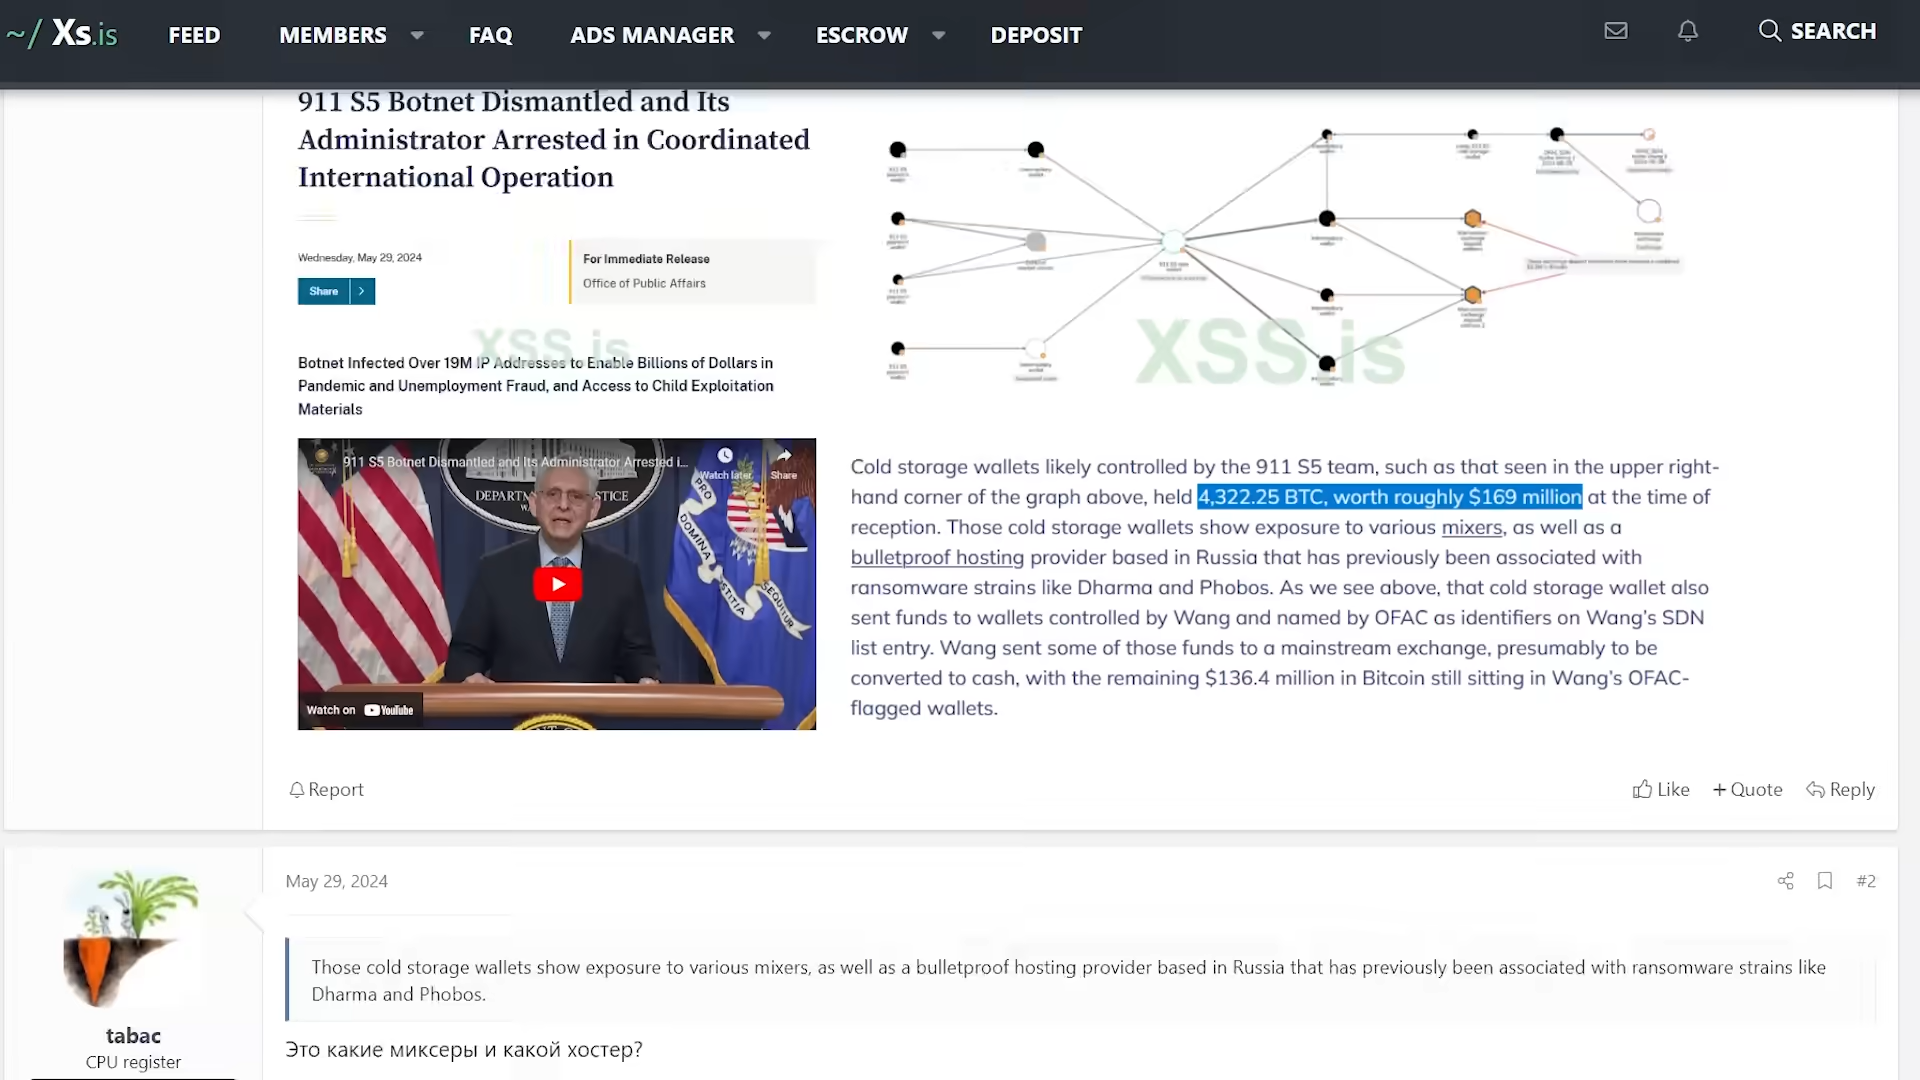 ~/ Xs.is FEED MEMBERS FAQ ADS MANAGER ESCROW DEPOSIT SEARCH
911 S5 Botnet Dismantled and Its
Administrator Arrested in Coordinated
International Operation
Wednesday, May 29, 2024
Share
For Immediate Release
Office of Public Affairs
XSS.is
Botnet Infected Over 19M IP Addresses to Enable Billions of Dollars in
Pandemic and Unemployment Fraud, and Access to Child Exploitation
Materials
911 S5 Botnet Dismantled and Its Administrator Arrested i...
Watch later
Share
Watch on YouTube
XSS.is
Cold storage wallets likely controlled by the 911 S5 team, such as that seen in the upper right-
hand corner of the graph above, held 4,322.25 BTC, worth roughly $169 million at the time of
reception. Those cold storage wallets show exposure to various mixers, as well as a
bulletproof hosting provider based in Russia that has previously been associated with
ransomware strains like Dharma and Phobos. As we see above, that cold storage wallet also
sent funds to wallets controlled by Wang and named by OFAC as identifiers on Wang’s SDN
list entry. Wang sent some of those funds to a mainstream exchange, presumably to be
converted to cash, with the remaining $136.4 million in Bitcoin still sitting in Wang’s OFAC-
flagged wallets.
Report
Like + Quote Reply
May 29, 2024
#2
tabac
CPU register
Those cold storage wallets show exposure to various mixers, as well as a bulletproof hosting provider based in Russia that has previously been associated with ransomware strains like
Dharma and Phobos.
Это какие миксеры и какой хостер?